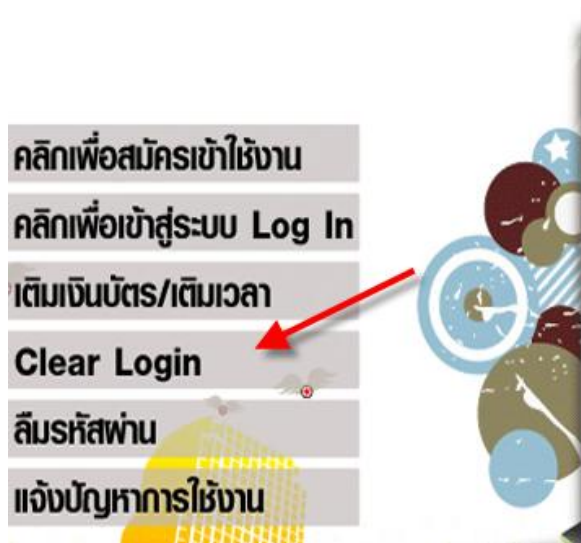 คลิกเพื่อสมัครเข้าใช้งาน
คลิกเพื่อเข้าสู่ระบบ Log In
เติมเงินบัตร/เติมเวลา
Clear Login
ลืมรหัสผ่าน
แจ้งปัญหาการใช้งาน